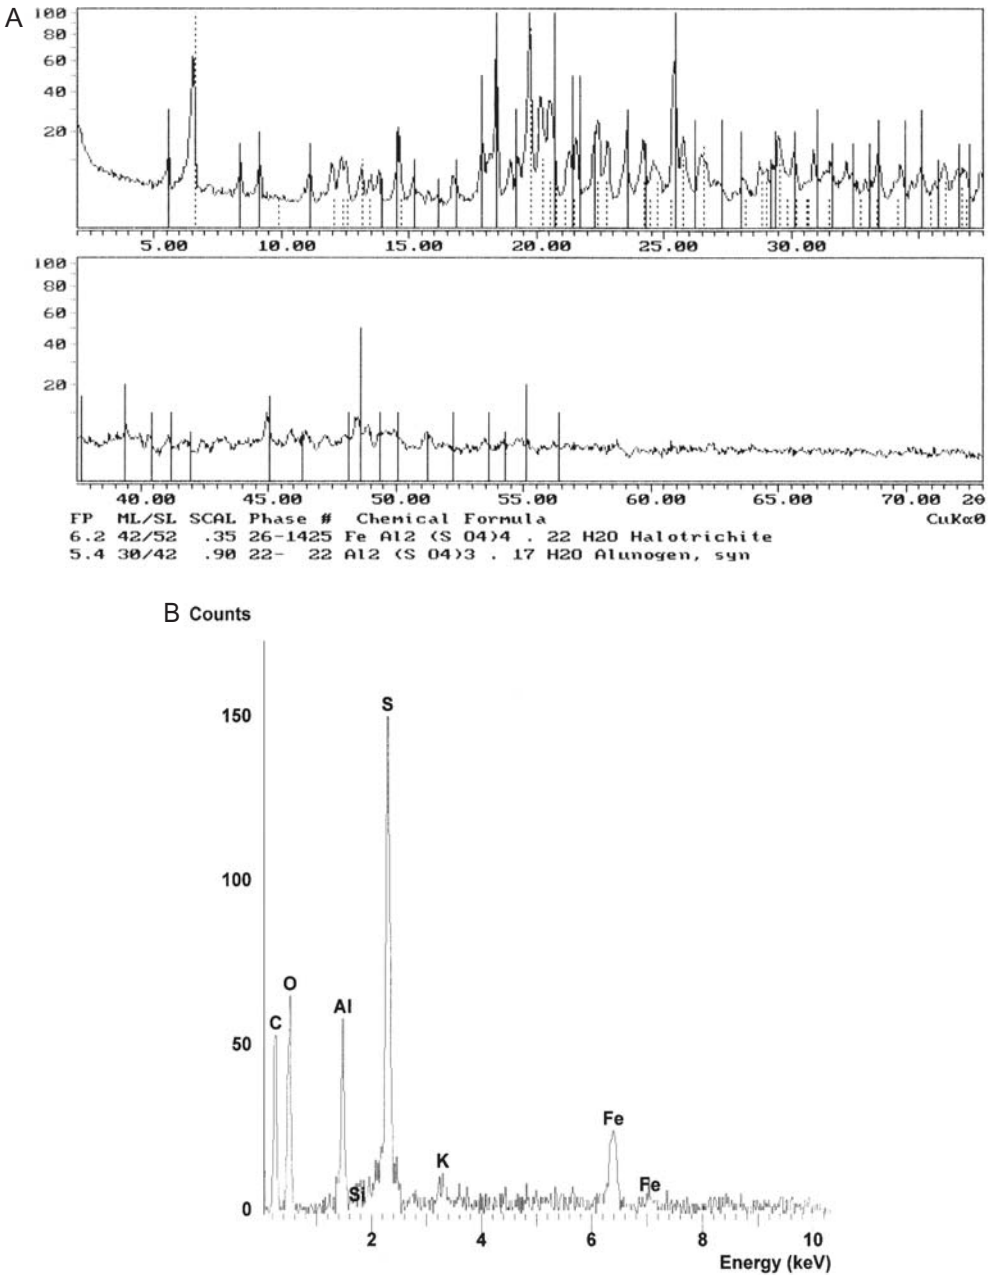 A
100
80
60
40
20
5.00 10.00 15.00 20.00 25.00 30.00
100
80
60
40
20
40.00 45.00 50.00 55.00 60.00 65.00 70.00 2θ
FP ML/SL SCAL Phase # Chemical Formula CuKα0
6.2 42/52 .35 26-1425 Fe Al2 (S O4)4 . 22 H2O Halotrichite
5.4 30/42 .90 22- 22 Al2 (S O4)3 . 17 H2O Alunogen, syn
B Counts
S
150
100
O
Al
C
50
Fe
K
Si
Fe
0
2 4 6 8 10
Energy (keV)